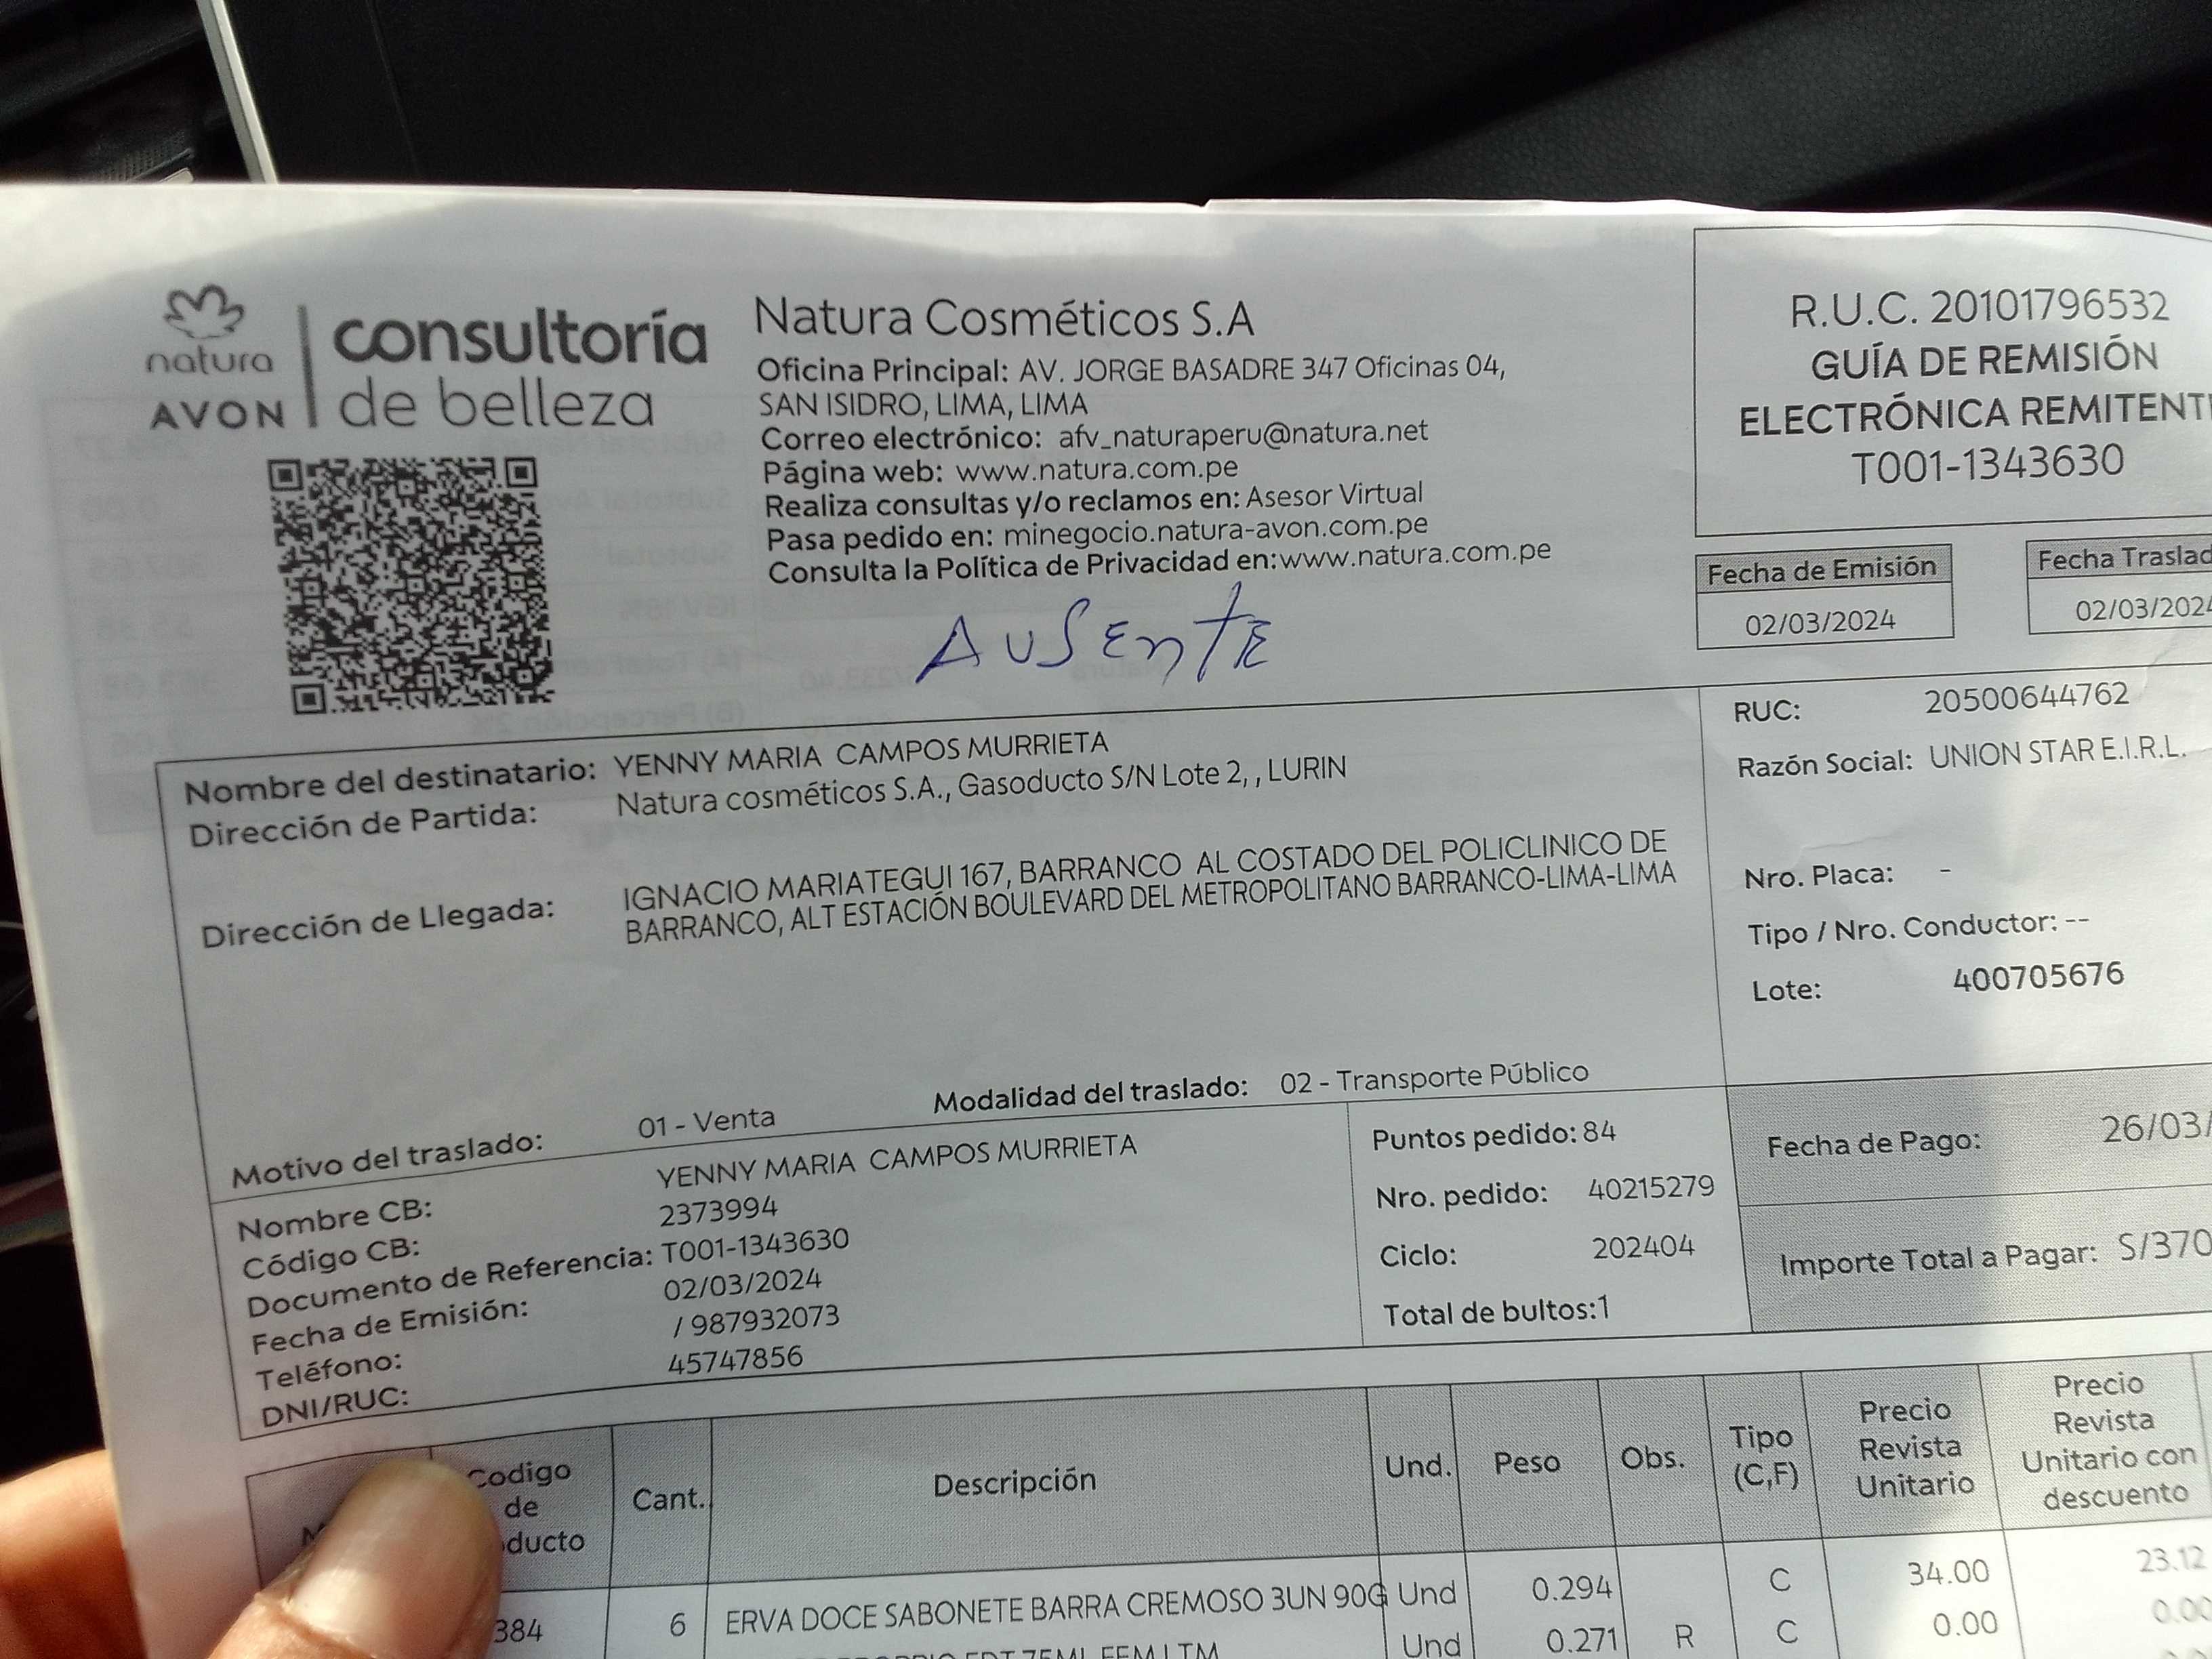 natura
AVON
consultoría
de belleza
Natura Cosméticos S.A
Oficina Principal: AV. JORGE BASADRE 347 Oficinas 04,
SAN ISIDRO, LIMA, LIMA
Correo electrónico: afv_naturaperu@natura.net
Página web: www.natura.com.pe
Realiza consultas y/o reclamos en: Asesor Virtual
Pasa pedido en: minegocio.natura-avon.com.pe
Consulta la Política de Privacidad en:www.natura.com.pe
AUSENTE
R.U.C. 20101796532
GUÍA DE REMISIÓN
ELECTRÓNICA REMITENT
T001-1343630
Fecha de Emisión
02/03/2024
Fecha Traslad
02/03/202
Nombre del destinatario: YENNY MARIA CAMPOS MURRIETA
Dirección de Partida: Natura cosméticos S.A., Gasoducto S/N Lote 2, , LURIN
Dirección de Llegada: IGNACIO MARIATEGUI 167, BARRANCO AL COSTADO DEL POLICLINICO DE
BARRANCO, ALT ESTACIÓN BOULEVARD DEL METROPOLITANO BARRANCO-LIMA-LIMA
Motivo del traslado: 01 - Venta
Modalidad del traslado: 02 - Transporte Público
RUC: 20500644762
Razón Social: UNION STAR E.I.R.L.
Nro. Placa: -
Tipo / Nro. Conductor: --
Lote: 400705676
Nombre CB: YENNY MARIA CAMPOS MURRIETA
Código CB: 2373994
Documento de Referencia: T001-1343630
Fecha de Emisión: 02/03/2024
Teléfono: / 987932073
DNI/RUC: 45747856
Puntos pedido: 84
Nro. pedido: 40215279
Ciclo: 202404
Total de bultos:1
Fecha de Pago: 26/03/
Importe Total a Pagar: S/370
Codigo
de
ducto
Cant.
Descripción
Und.
Peso
Obs.
Tipo
(C,F)
Precio
Revista
Unitario
Precio
Revista
Unitario con
descuento
384 6 ERVA DOCE SABONETE BARRA CREMOSO 3UN 90G Und 0.294 C 34.00 23.12
EDT 75ML FEM LTM Und 0.271 R C 0.00 0.00